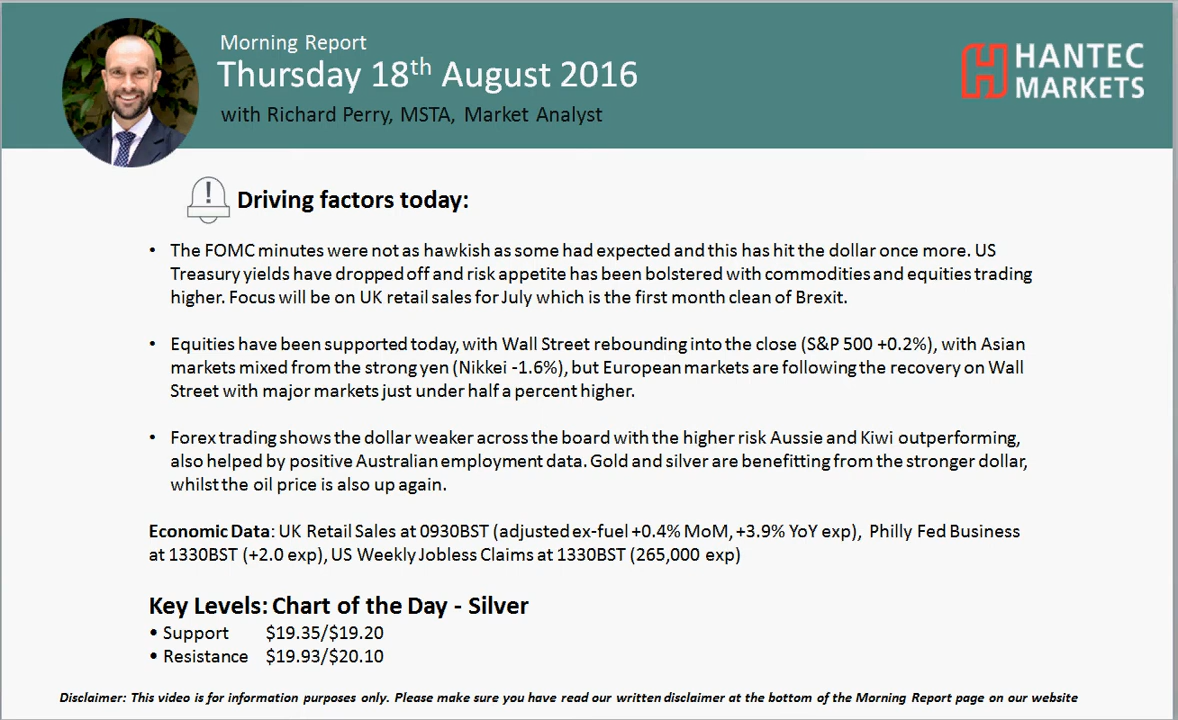 Morning Report
Thursday 18th August 2016
with Richard Perry, MSTA, Market Analyst
HANTEC
MARKETS
! Driving factors today:
• The FOMC minutes were not as hawkish as some had expected and this has hit the dollar once more. US
Treasury yields have dropped off and risk appetite has been bolstered with commodities and equities trading
higher. Focus will be on UK retail sales for July which is the first month clean of Brexit.
• Equities have been supported today, with Wall Street rebounding into the close (S&P 500 +0.2%), with Asian
markets mixed from the strong yen (Nikkei -1.6%), but European markets are following the recovery on Wall
Street with major markets just under half a percent higher.
• Forex trading shows the dollar weaker across the board with the higher risk Aussie and Kiwi outperforming,
also helped by positive Australian employment data. Gold and silver are benefitting from the stronger dollar,
whilst the oil price is also up again.
Economic Data: UK Retail Sales at 0930BST (adjusted ex-fuel +0.4% MoM, +3.9% YoY exp), Philly Fed Business
at 1330BST (+2.0 exp), US Weekly Jobless Claims at 1330BST (265,000 exp)
Key Levels: Chart of the Day - Silver
• Support $19.35/$19.20
• Resistance $19.93/$20.10
Disclaimer: This video is for information purposes only. Please make sure you have read our written disclaimer at the bottom of the Morning Report page on our website